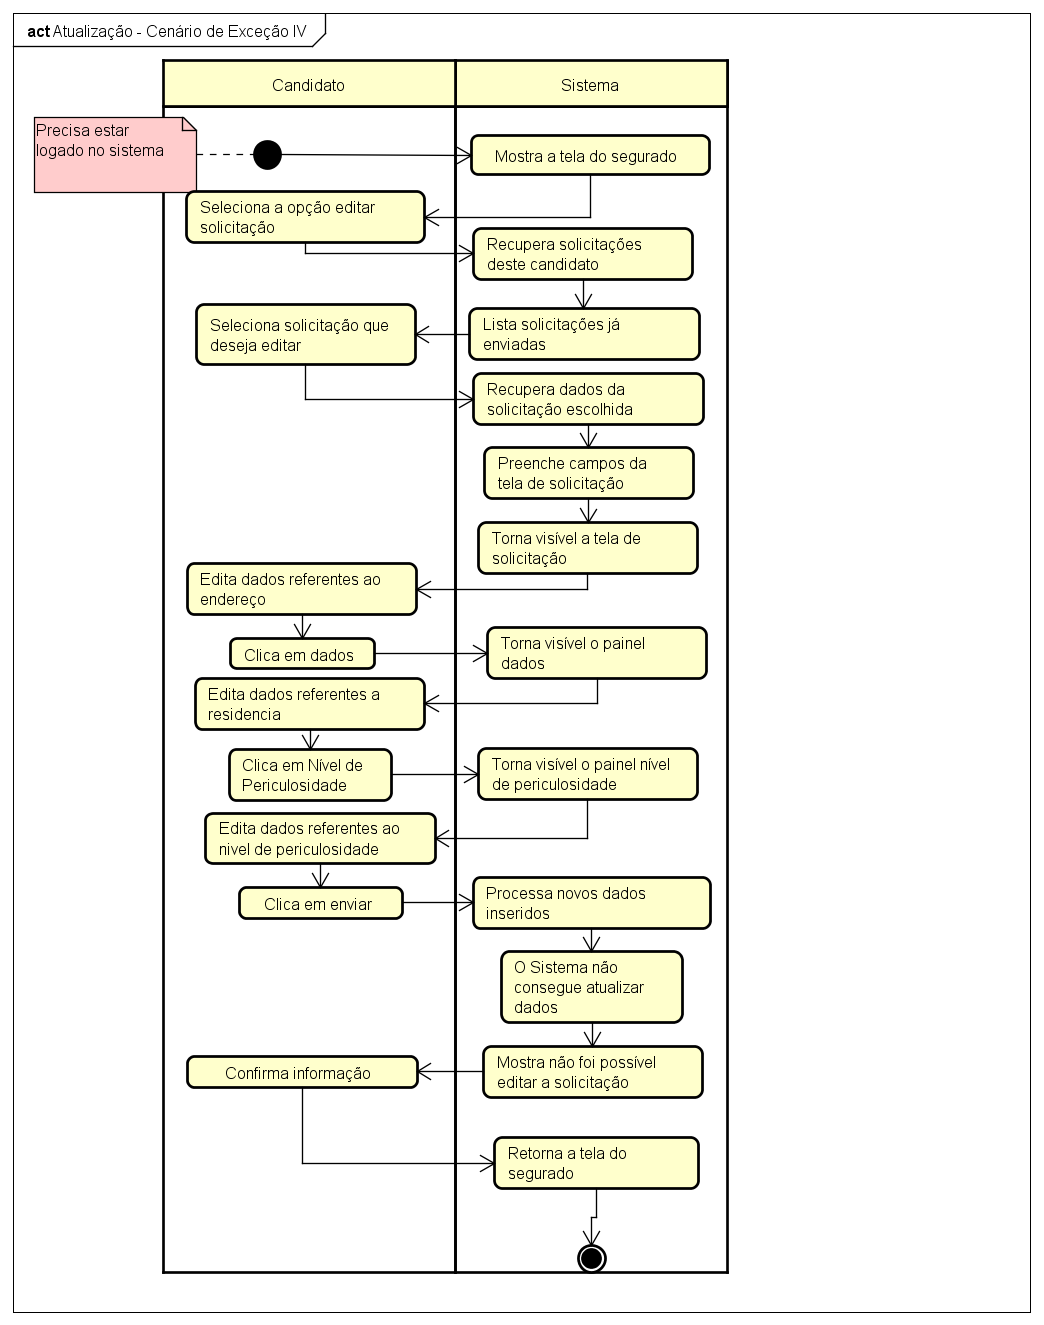 act Atualização - Cenário de Exceção IV
Candidato
Sistema
Precisa estar
logado no sistema
Mostra a tela do segurado
Seleciona a opção editar
solicitação
Recupera solicitações
deste candidato
Lista solicitações já
enviadas
Seleciona solicitação que
deseja editar
Recupera dados da
solicitação escolhida
Preenche campos da
tela de solicitação
Torna visível a tela de
solicitação
Edita dados referentes ao
endereço
Clica em dados
Torna visível o painel
dados
Edita dados referentes a
residencia
Clica em Nível de
Periculosidade
Torna visível o painel nível
de periculosidade
Edita dados referentes ao
nivel de periculosidade
Clica em enviar
Processa novos dados
inseridos
O Sistema não
consegue atualizar
dados
Mostra não foi possível
editar a solicitação
Confirma informação
Retorna a tela do
segurado